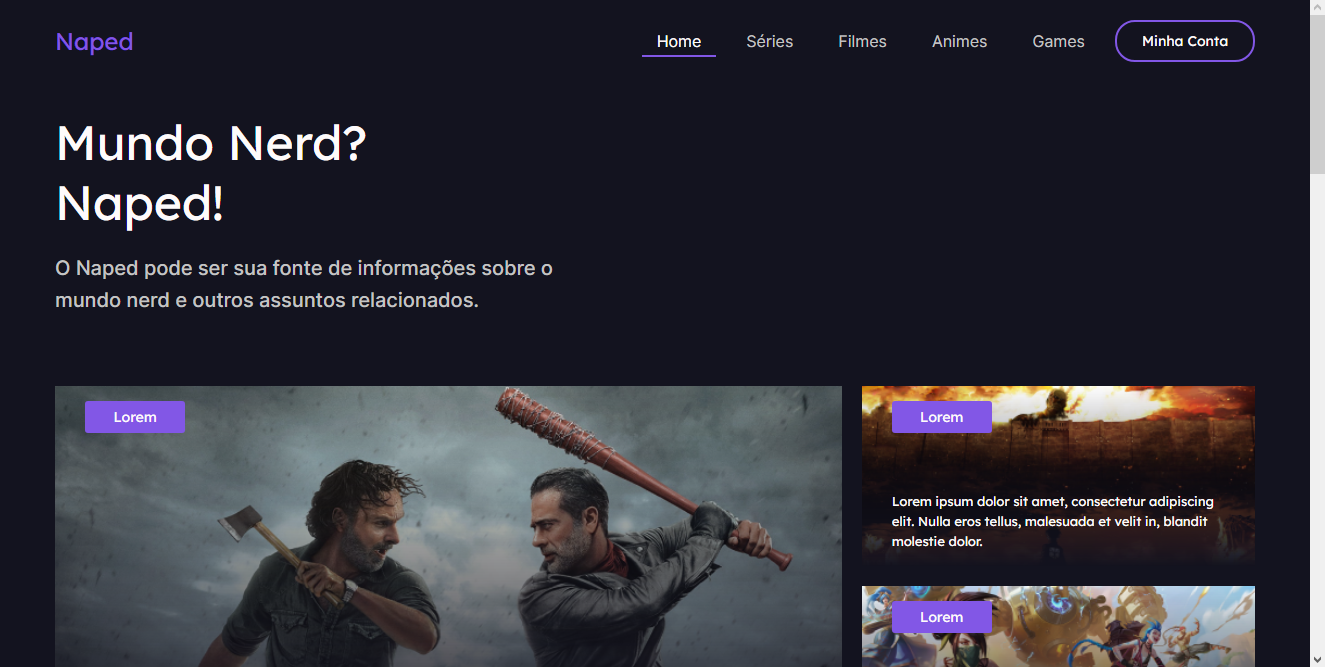 Naped
Home
Séries
Filmes
Animes
Games
Minha Conta
Mundo Nerd?
Naped!
O Naped pode ser sua fonte de informações sobre o
mundo nerd e outros assuntos relacionados.
Lorem
Lorem
Lorem ipsum dolor sit amet, consectetur adipiscing
elit. Nulla eros tellus, malesuada et velit in, blandit
molestie dolor.
Lorem